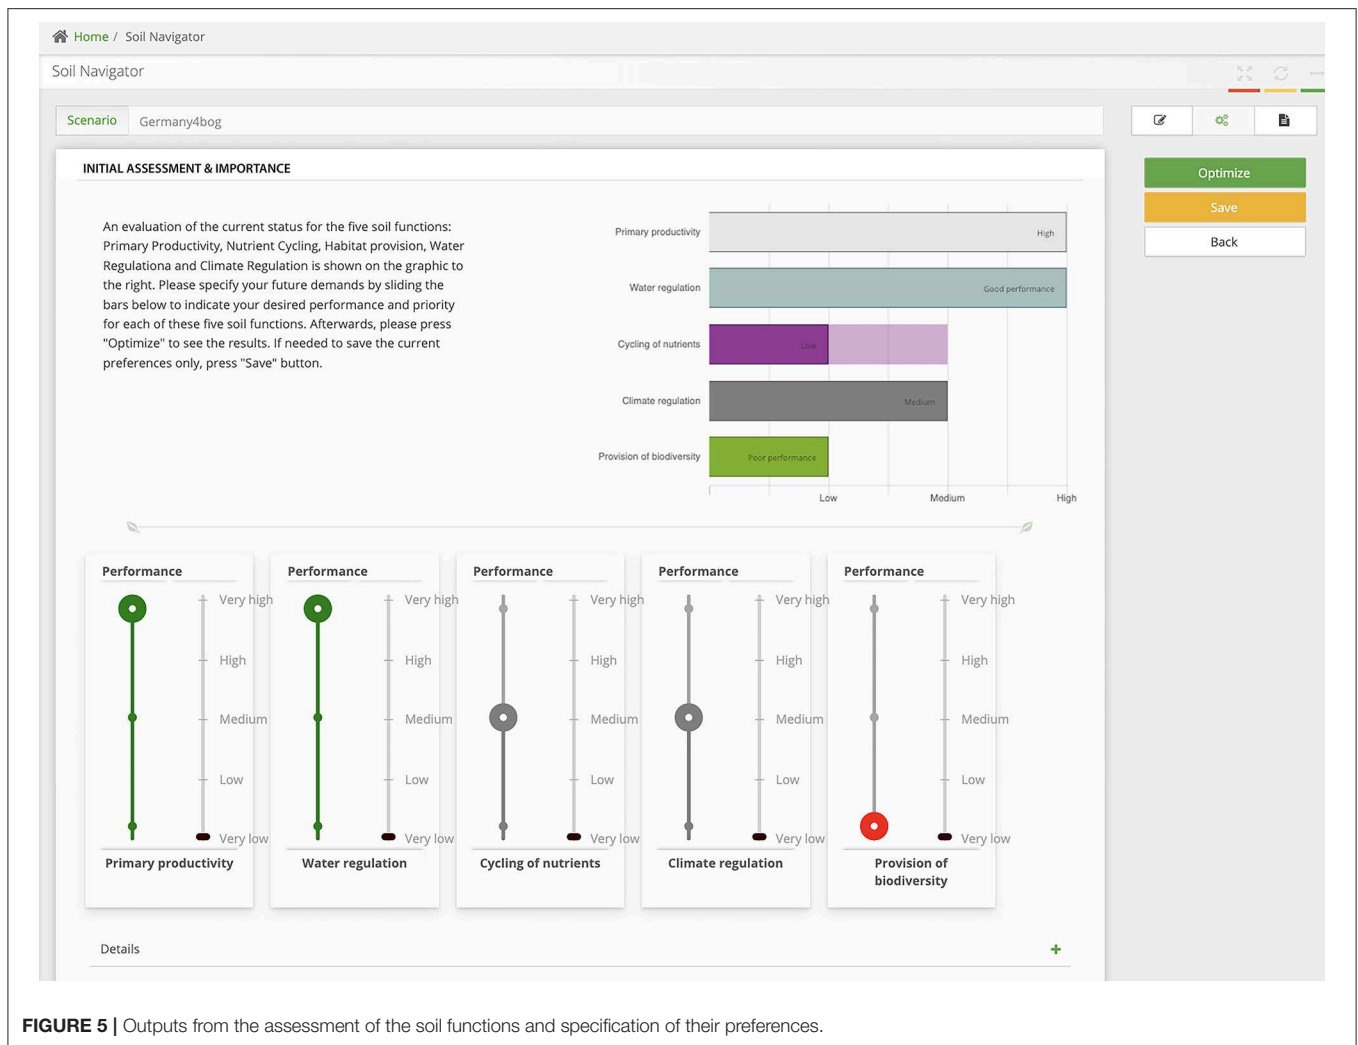 Home / Soil Navigator
Soil Navigator
Scenario Germany4bog
INITIAL ASSESSMENT & IMPORTANCE
An evaluation of the current status for the five soil functions:
Primary Productivity, Nutrient Cycling, Habitat provision, Water
Regulationa and Climate Regulation is shown on the graphic to
the right. Please specify your future demands by sliding the
bars below to indicate your desired performance and priority
for each of these five soil functions. Afterwards, please press
"Optimize" to see the results. If needed to save the current
preferences only, press "Save" button.
Primary productivity High
Water regulation Good performance
Cycling of nutrients Low
Climate regulation Medium
Provision of biodiversity Poor performance
Low Medium High
Optimize
Save
Back
Performance
Very high
High
Medium
Low
Very low
Primary productivity
Performance
Very high
High
Medium
Low
Very low
Water regulation
Performance
Very high
High
Medium
Low
Very low
Cycling of nutrients
Performance
Very high
High
Medium
Low
Very low
Climate regulation
Performance
Very high
High
Medium
Low
Very low
Provision of
biodiversity
Details
FIGURE 5 | Outputs from the assessment of the soil functions and specification of their preferences.